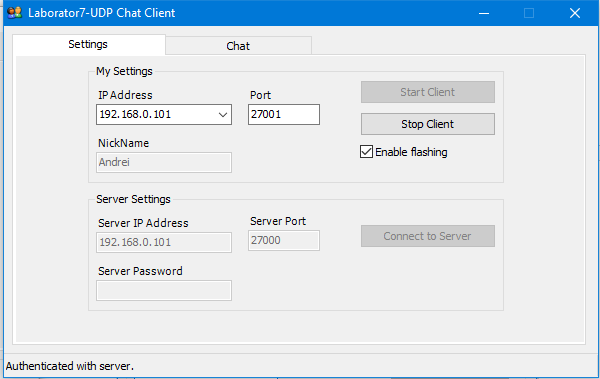 Laborator7-UDP Chat Client
Settings
Chat
My Settings
IP Address
Port
Start Client
192.168.0.101
27001
Stop Client
NickName
Enable flashing
Andrei
Server Settings
Server IP Address
Server Port
192.168.0.101
27000
Connect to Server
Server Password
Authenticated with server.